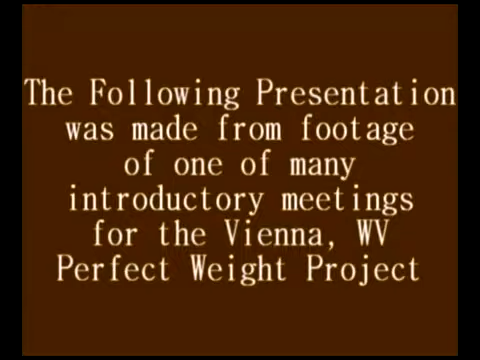 The Following Presentation
was made from footage
of one of many
introductory meetings
for the Vienna, WV
Perfect Weight Project